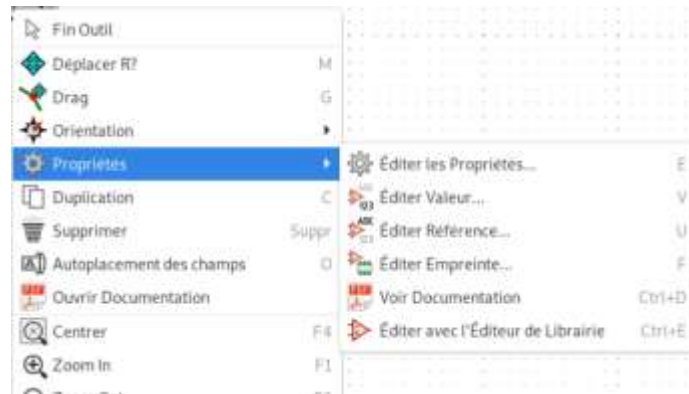 Fin Outil
Déplacer R? M
Drag G
Orientation
Propriétés
Duplication C
Supprimer Suppr
Autoplacement des champs O
Ouvrir Documentation
Centrer F4
Zoom In F1
Éditer les Propriétés... E
Éditer Valeur... V
Éditer Référence... U
Éditer Empreinte... F
Voir Documentation Ctrl+D
Éditer avec l'Éditeur de Librairie Ctrl+E